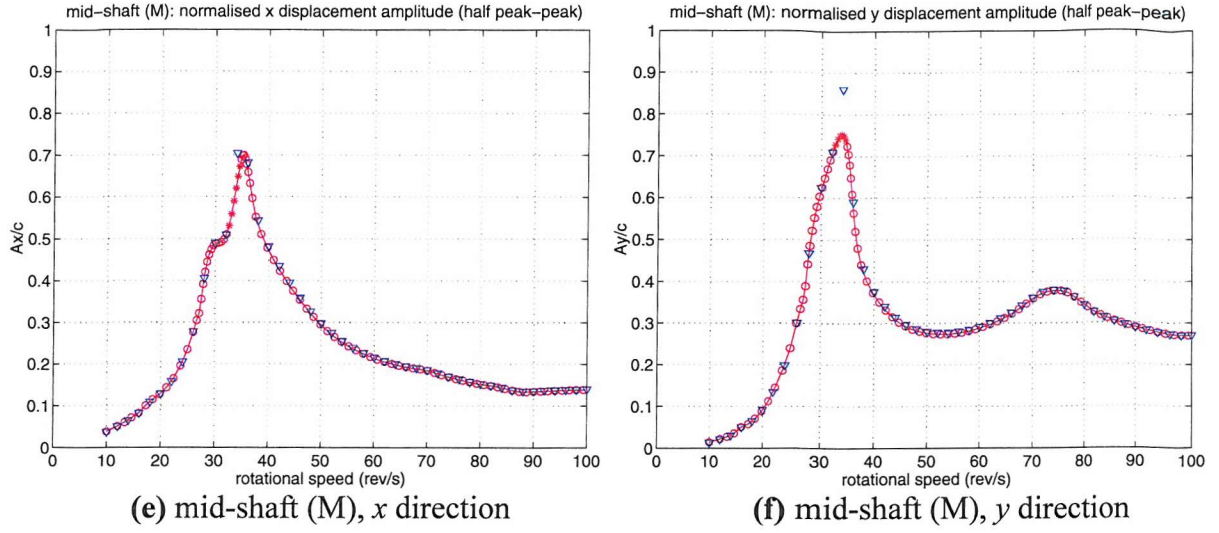 mid-shaft (M): normalised x displacement amplitude (half peak-peak)
1
0.9
0.8
0.7
0.6
0.5
0.4
0.3
0.2
0.1
0
Ax/c
0 10 20 30 40 50 60 70 80 90 100
rotational speed (rev/s)
(e) mid-shaft (M), x direction
mid-shaft (M): normalised y displacement amplitude (half peak-peak)
1
0.9
0.8
0.7
0.6
0.5
0.4
0.3
0.2
0.1
0
Ay/c
0 10 20 30 40 50 60 70 80 90 100
rotational speed (rev/s)
(f) mid-shaft (M), y direction